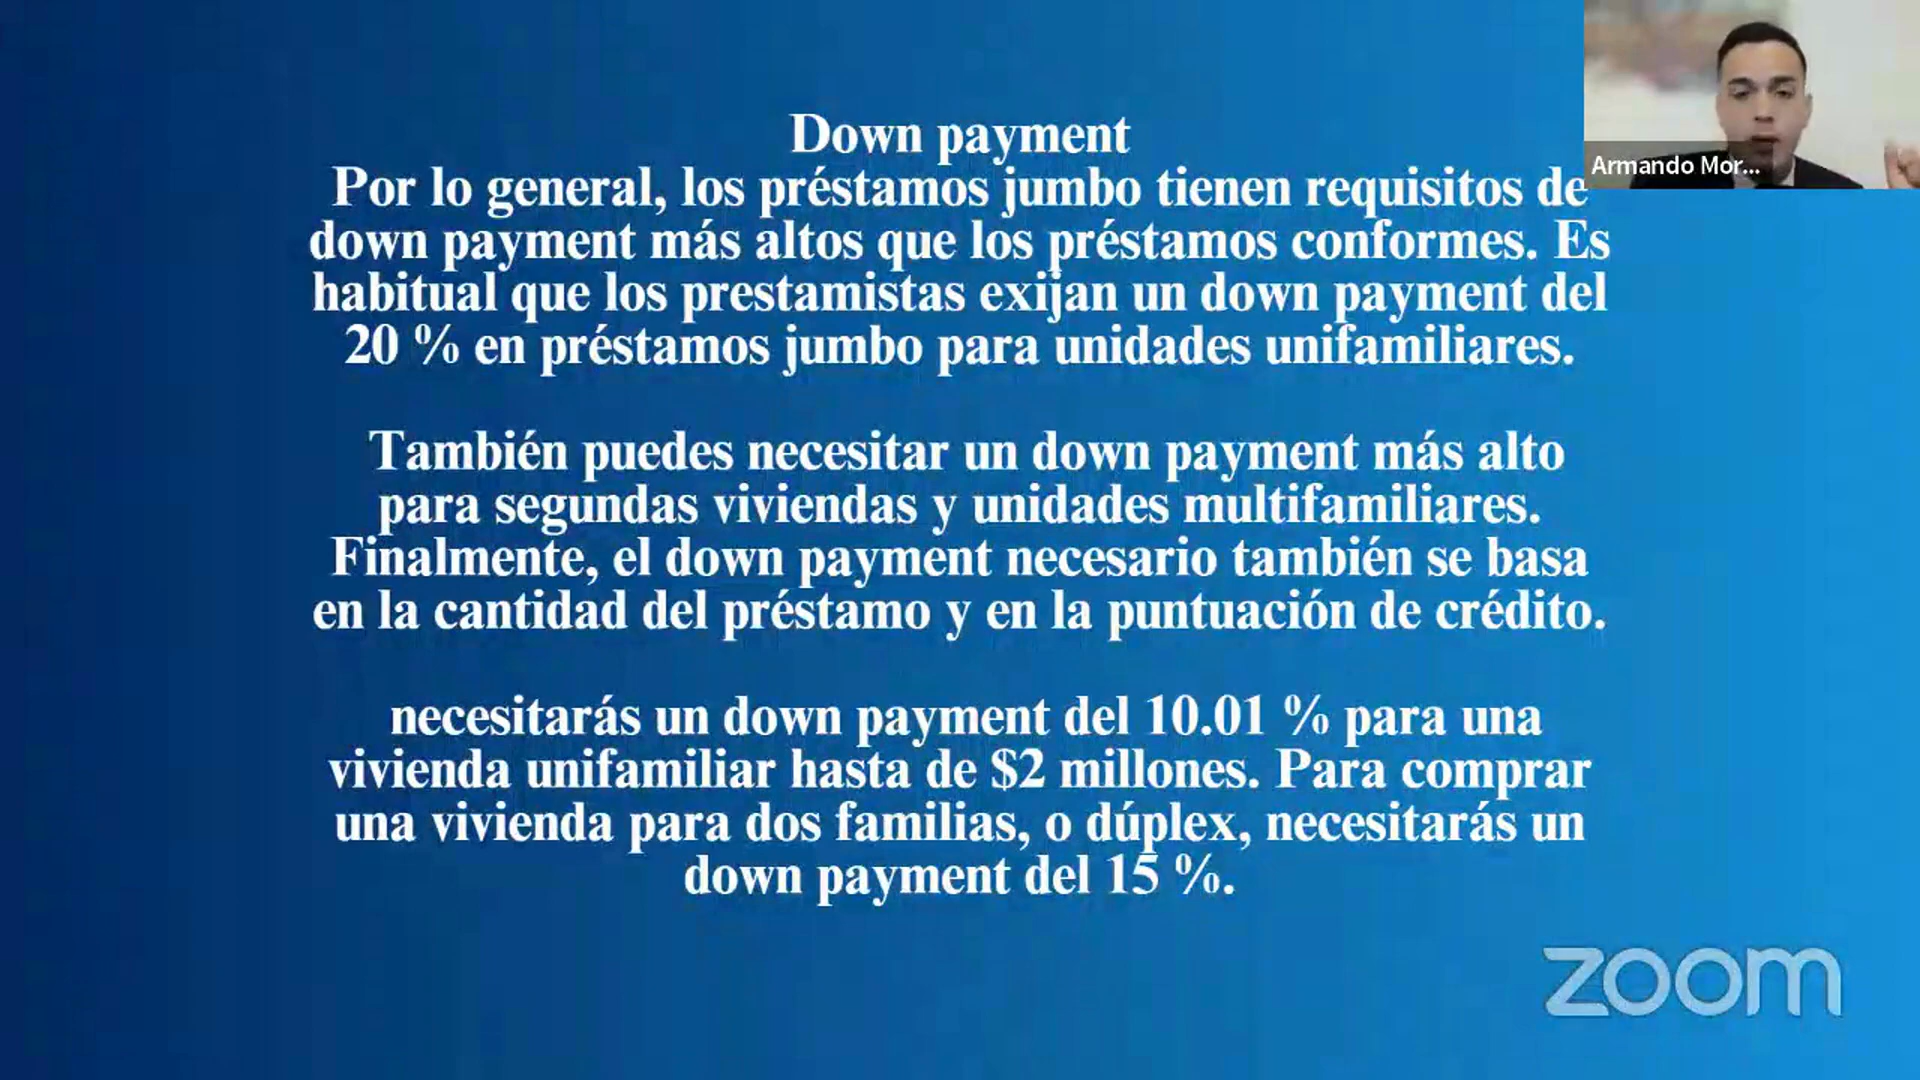 Down payment
Por lo general, los préstamos jumbo tienen requisitos de
down payment más altos que los préstamos conformes. Es
habitual que los prestamistas exijan un down payment del
20 % en préstamos jumbo para unidades unifamiliares.
También puedes necesitar un down payment más alto
para segundas viviendas y unidades multifamiliares.
Finalmente, el down payment necesario también se basa
en la cantidad del préstamo y en la puntuación de crédito.
necesitarás un down payment del 10.01 % para una
vivienda unifamiliar hasta de $2 millones. Para comprar
una vivienda para dos familias, o dúplex, necesitarás un
down payment del 15 %.
Armando Mor...
zoom